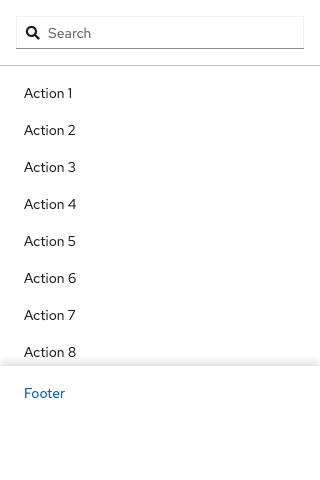 Search
Action 1
Action 2
Action 3
Action 4
Action 5
Action 6
Action 7
Action 8
Footer